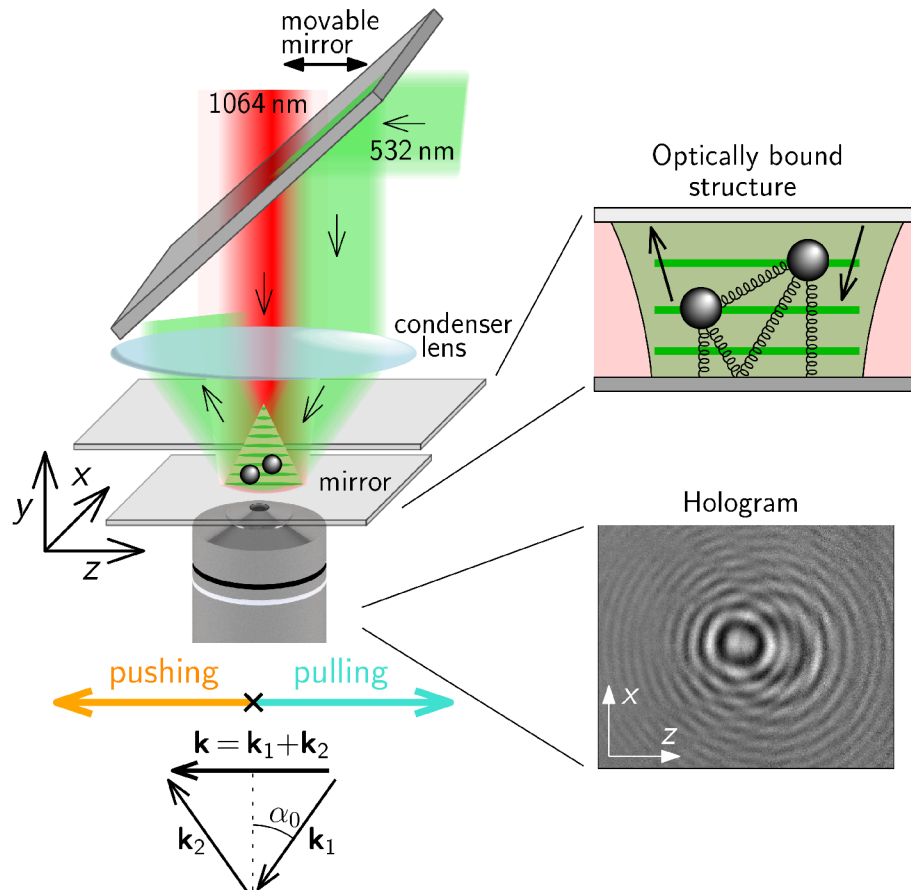 movable
mirror
1064 nm
532 nm
condenser
lens
mirror
y
x
z
Optically bound
structure
Hologram
x
z
pushing
pulling
k = k₁+k₂
α₀
k₂
k₁